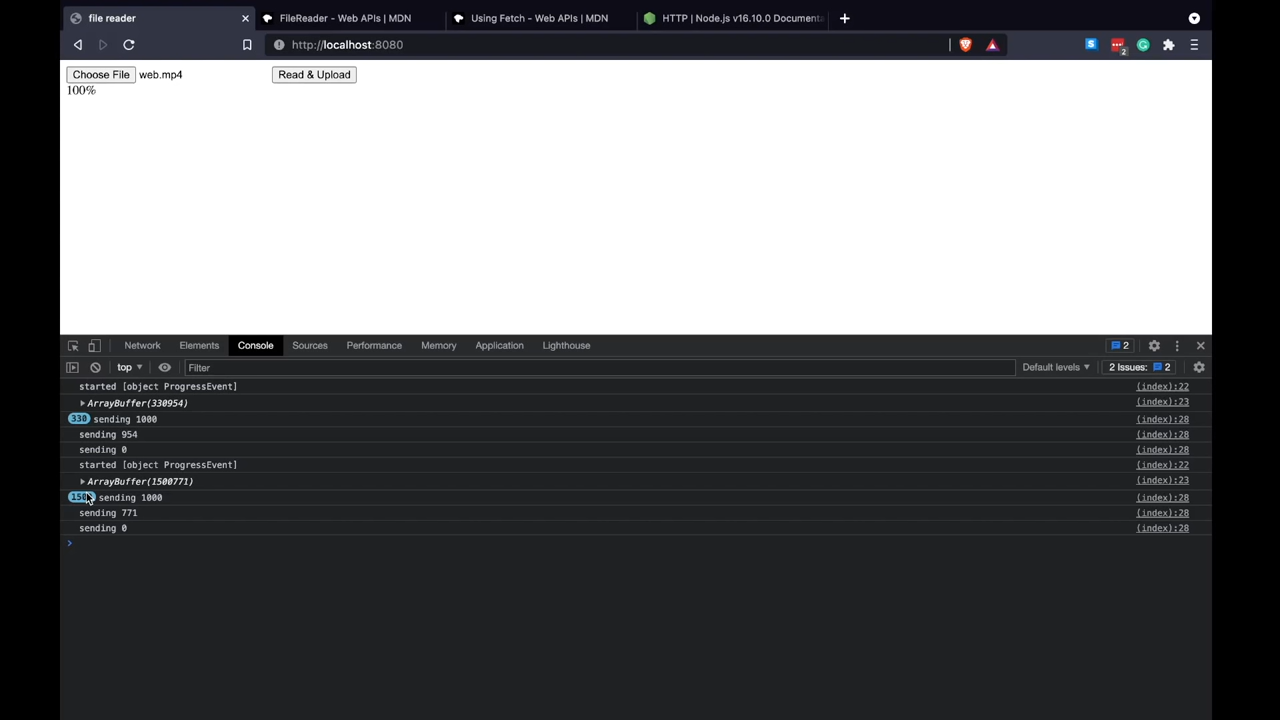 file reader
FileReader - Web APIs | MDN
Using Fetch - Web APIs | MDN
HTTP | Node.js v16.10.0 Documenta
http://localhost:8080
2
Choose File web.mp4 Read & Upload
100%
Network Elements Console Sources Performance Memory Application Lighthouse 2
top Filter Default levels 2 Issues: 2
started [object ProgressEvent] (index):22
ArrayBuffer(330954) (index):23
330 sending 1000 (index):28
sending 954 (index):28
sending 0 (index):28
started [object ProgressEvent] (index):22
ArrayBuffer(1500771) (index):23
sending 1000 (index):28
sending 771 (index):28
sending 0 (index):28